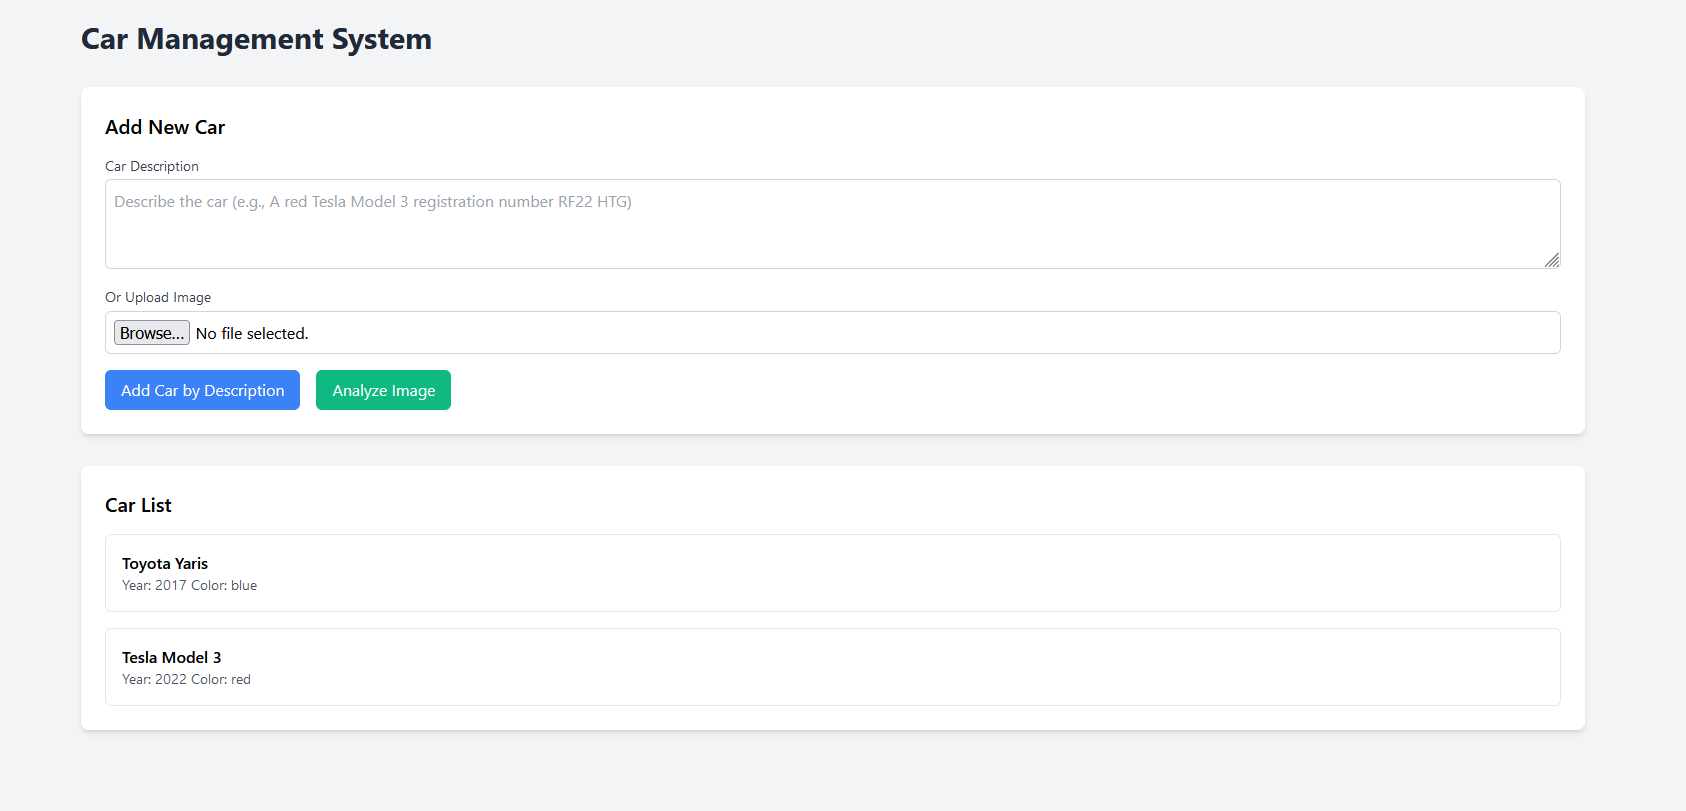 Car Management System
Add New Car
Car Description
Describe the car (e.g., A red Tesla Model 3 registration number RF22 HTG)
Or Upload Image
Browse... No file selected.
Add Car by Description Analyze Image
Car List
Toyota Yaris
Year: 2017 Color: blue
Tesla Model 3
Year: 2022 Color: red